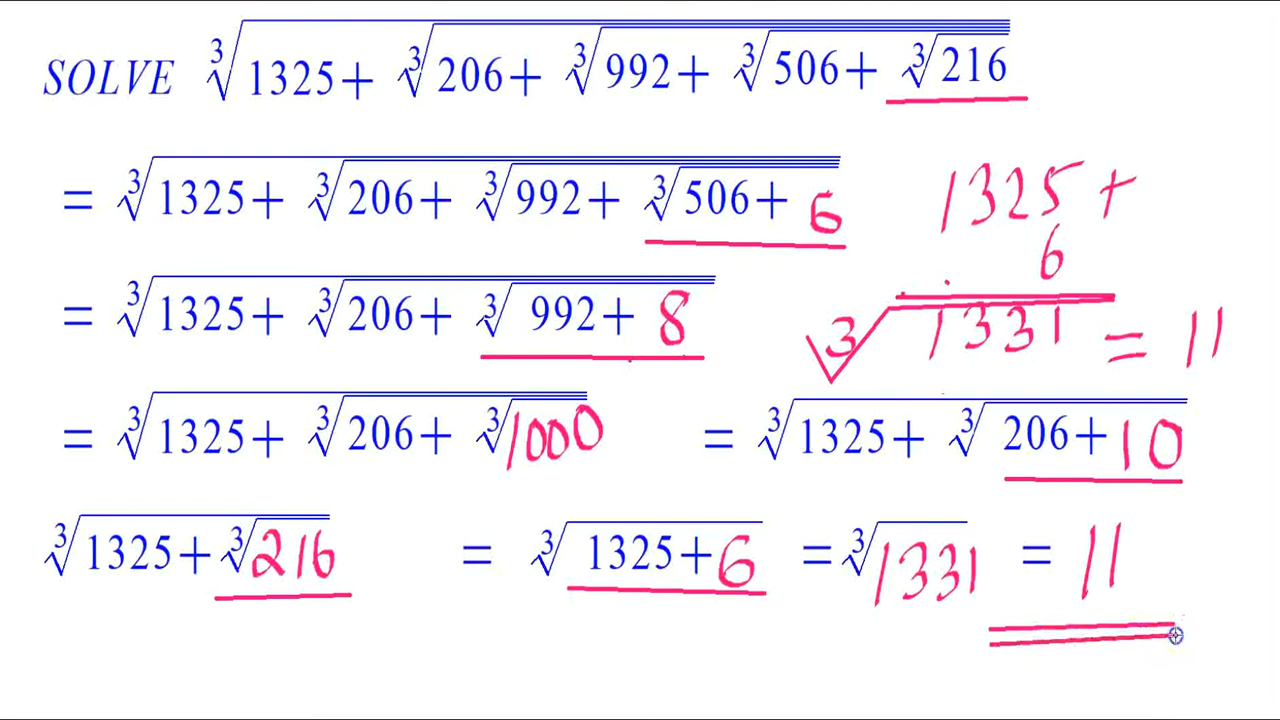 SOLVE ∛(1325+ ∛(206+ ∛(992+ ∛(506+ ∛216))))
= ∛(1325+ ∛(206+ ∛(992+ ∛(506+ 6))))
1325 +
6
∛1331 = 11
= ∛(1325+ ∛(206+ ∛(992+ 8)))
= ∛(1325+ ∛(206+ ∛1000)) = ∛(1325+ ∛(206+10))
∛(1325+∛216) = ∛(1325+6) = ∛1331 = 11